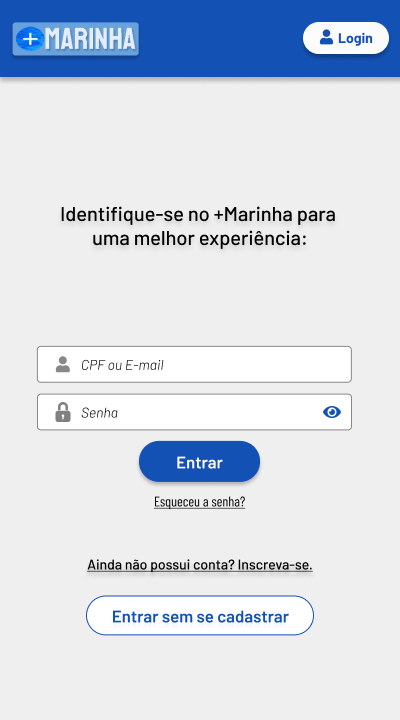 +MARINHA
Login
Identifique-se no +Marinha para
uma melhor experiência:
CPF ou E-mail
Senha
Entrar
Esqueceu a senha?
Ainda não possui conta? Inscreva-se.
Entrar sem se cadastrar